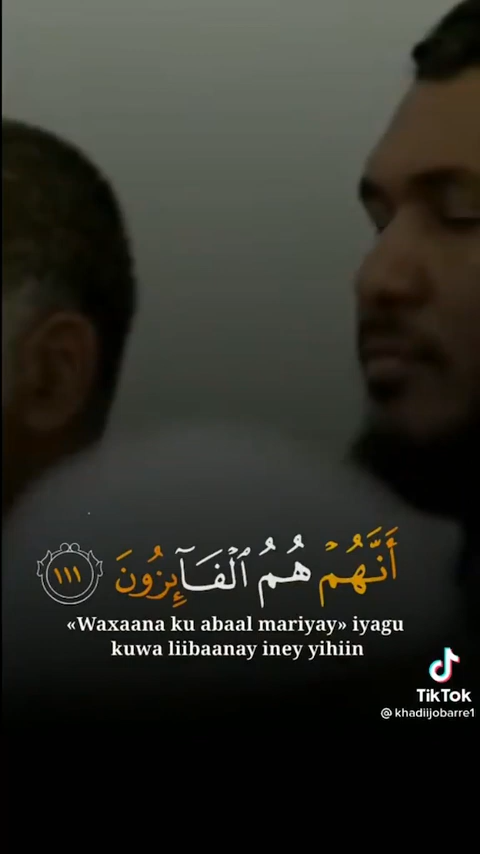 أَنَّهُمْ هُمُ ٱلْفَآئِزُونَ ١١١
«Waxaana ku abaal mariyay» iyagu
kuwa liibaanay iney yihiin
TikTok
@khadiijobarre1